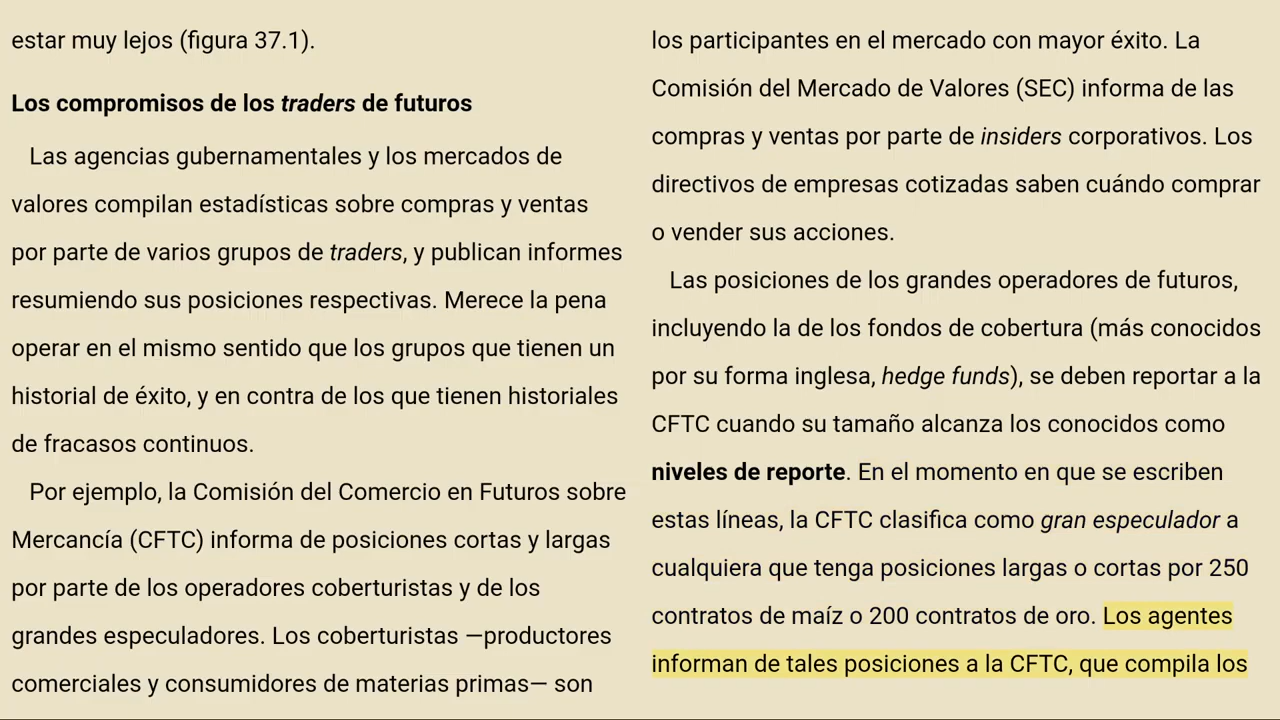 estar muy lejos (figura 37.1).
Los compromisos de los traders de futuros
Las agencias gubernamentales y los mercados de
valores compilan estadísticas sobre compras y ventas
por parte de varios grupos de traders, y publican informes
resumiendo sus posiciones respectivas. Merece la pena
operar en el mismo sentido que los grupos que tienen un
historial de éxito, y en contra de los que tienen historiales
de fracasos continuos.
Por ejemplo, la Comisión del Comercio en Futuros sobre
Mercancía (CFTC) informa de posiciones cortas y largas
por parte de los operadores coberturistas y de los
grandes especuladores. Los coberturistas —productores
comerciales y consumidores de materias primas— son
los participantes en el mercado con mayor éxito. La
Comisión del Mercado de Valores (SEC) informa de las
compras y ventas por parte de insiders corporativos. Los
directivos de empresas cotizadas saben cuándo comprar
o vender sus acciones.
Las posiciones de los grandes operadores de futuros,
incluyendo la de los fondos de cobertura (más conocidos
por su forma inglesa, hedge funds), se deben reportar a la
CFTC cuando su tamaño alcanza los conocidos como
niveles de reporte. En el momento en que se escriben
estas líneas, la CFTC clasifica como gran especulador a
cualquiera que tenga posiciones largas o cortas por 250
contratos de maíz o 200 contratos de oro. Los agentes
informan de tales posiciones a la CFTC, que compila los